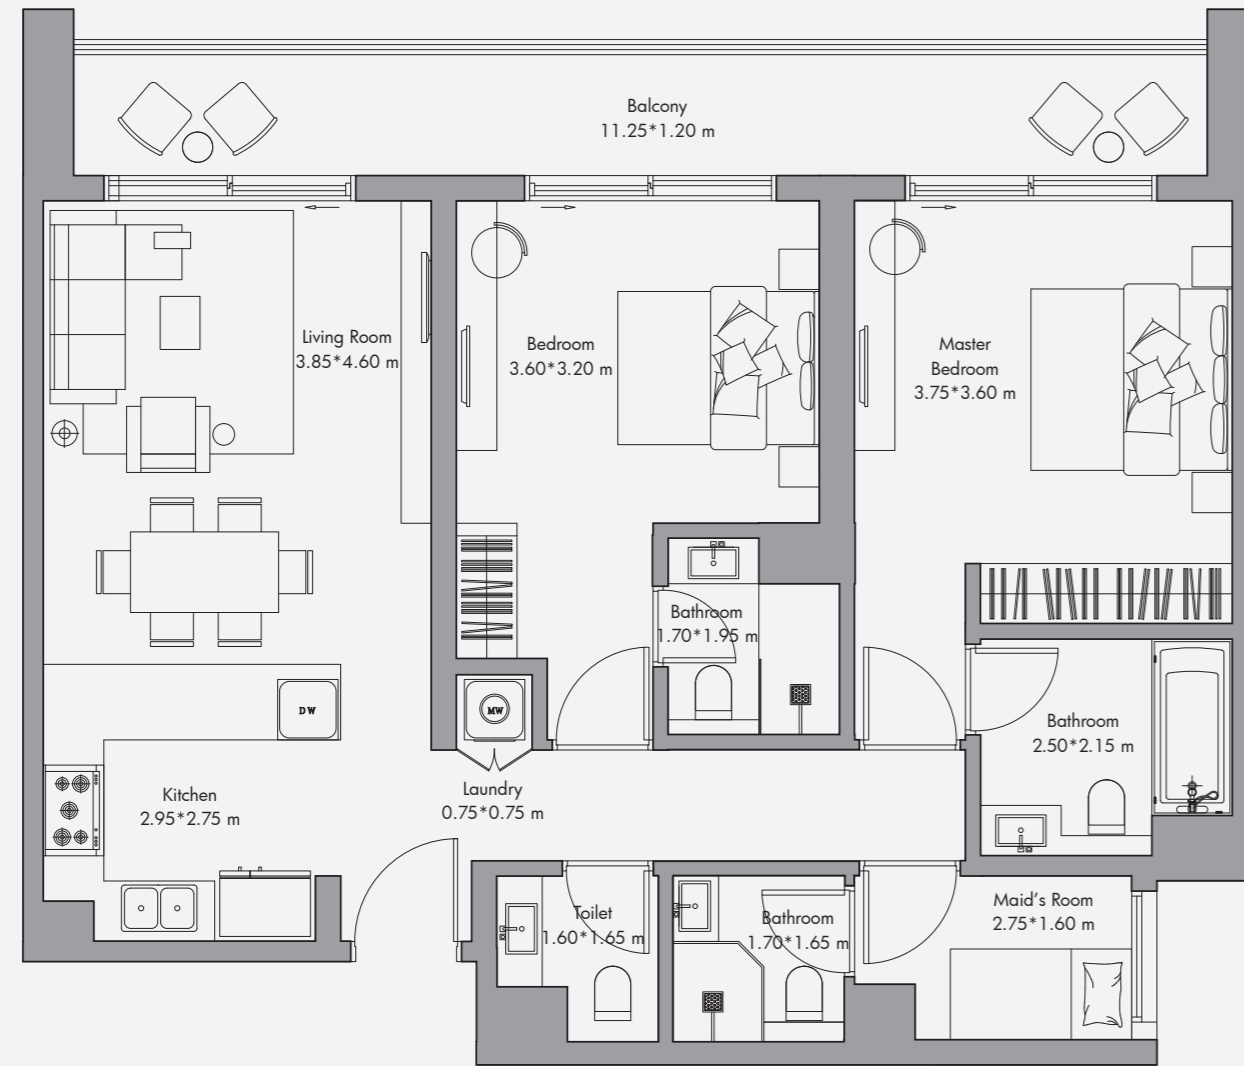 Balcony
11.25*1.20 m
Living Room
3.85*4.60 m
Bedroom
3.60*3.20 m
Master
Bedroom
3.75*3.60 m
Bathroom
1.70*1.95 m
DW
MW
Bathroom
2.50*2.15 m
Kitchen
2.95*2.75 m
Laundry
0.75*0.75 m
Toilet
1.60*1.65 m
Bathroom
1.70*1.65 m
Maid's Room
2.75*1.60 m